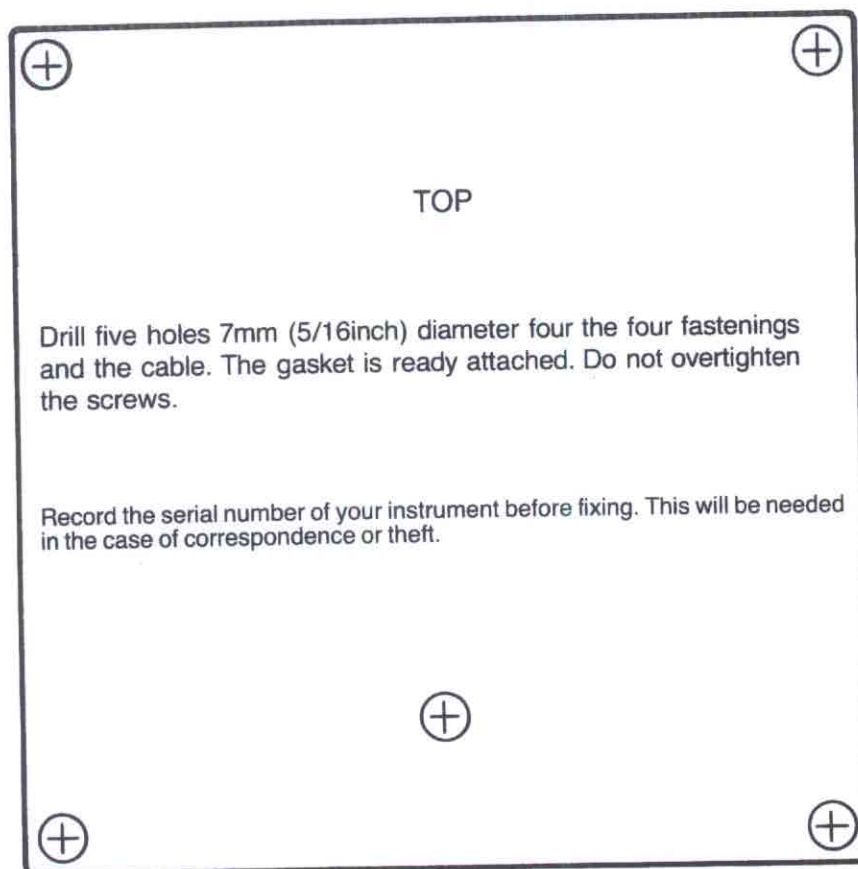 TOP
Drill five holes 7mm (5/16inch) diameter four the four fastenings
and the cable. The gasket is ready attached. Do not overtighten
the screws.
Record the serial number of your instrument before fixing. This will be needed
in the case of correspondence or theft.